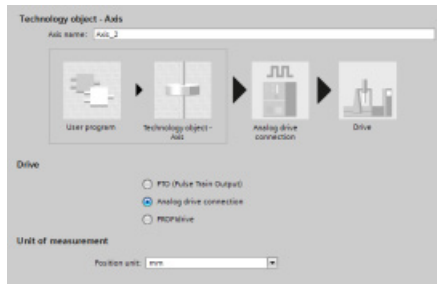 Technology object - Axis
Axis name: Axis_2
User program
Technology object -
Axis
Analog drive
connection
Drive
Drive
PTO (Pulse Train Output)
Analog drive connection
PROFIdrive
Unit of measurement
Position unit: mm